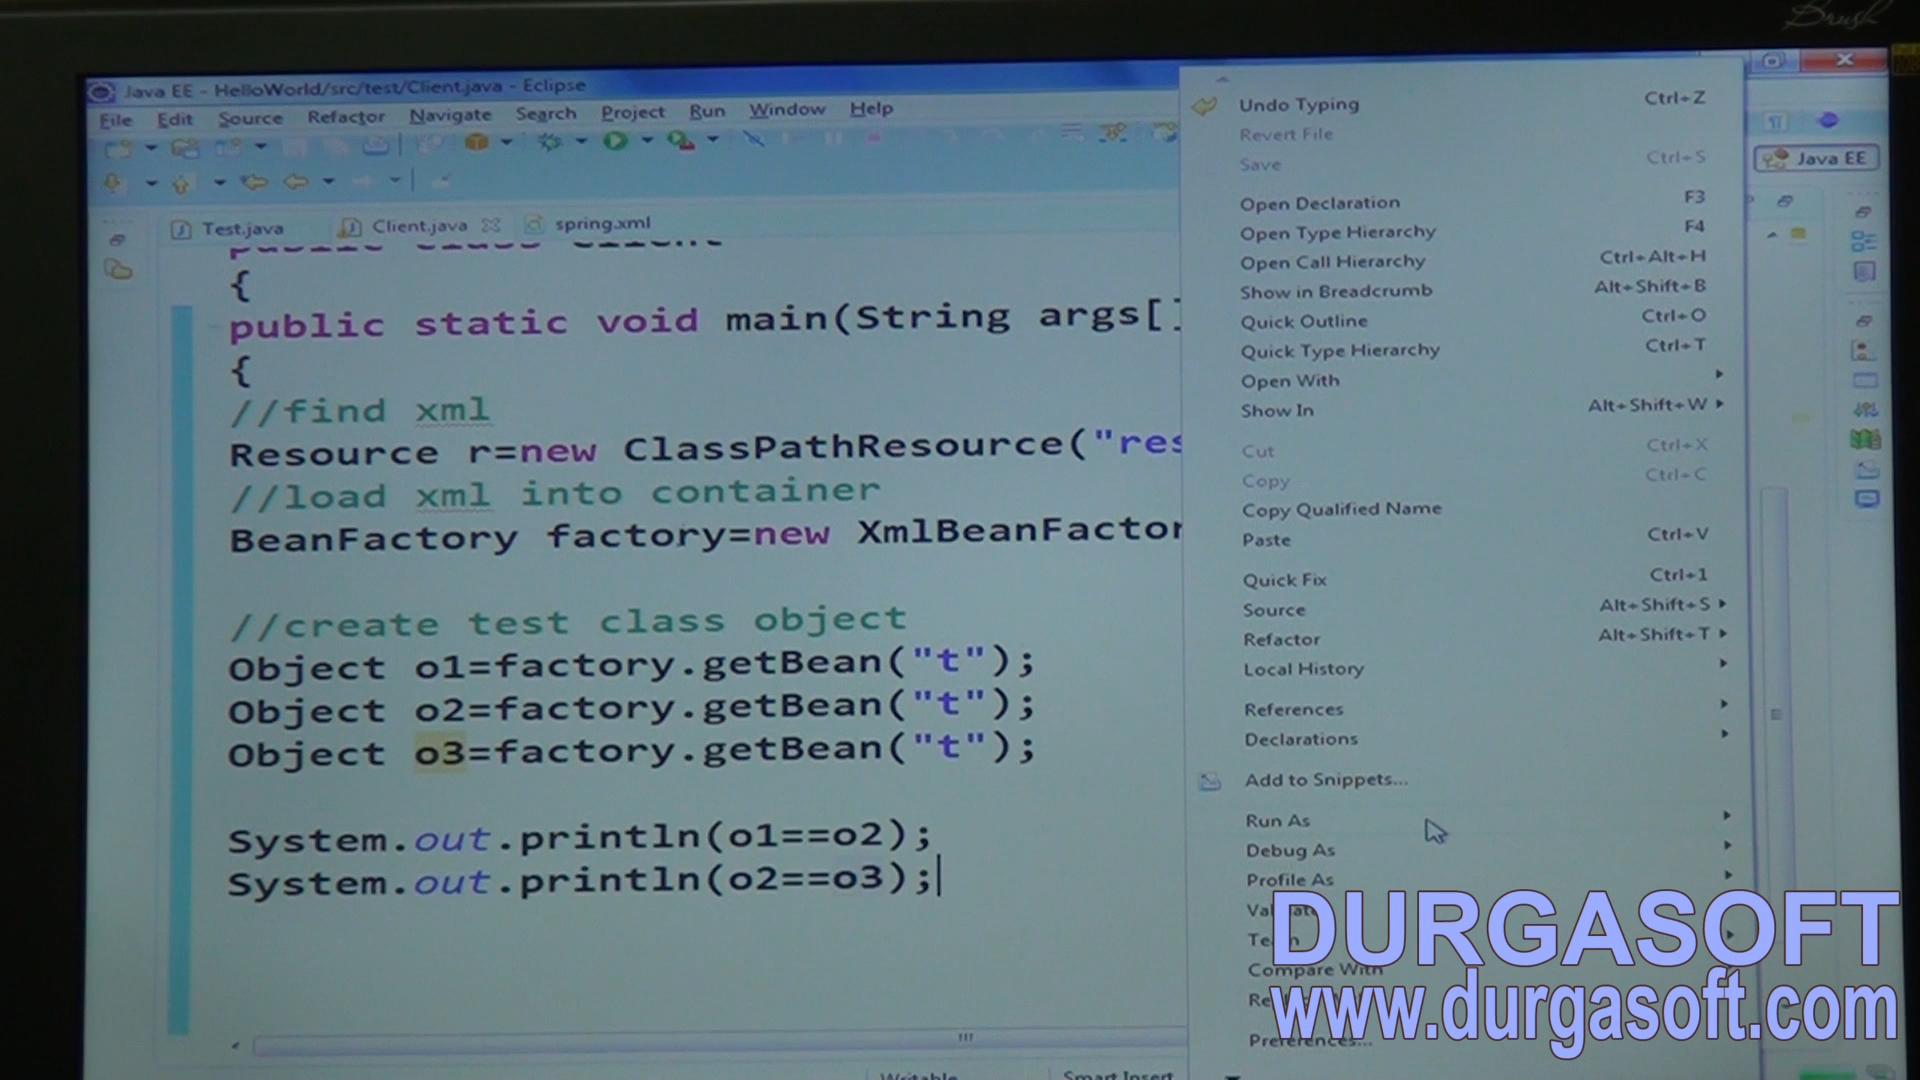 Brush
Java EE - HelloWorld/src/test/Client.java - Eclipse
File Edit Source Refactor Navigate Search Project Run Window Help
Java EE
Test.java Client.java spring.xml
{
public static void main(String args[]
{
//find xml
Resource r=new ClassPathResource("res
//load xml into container
BeanFactory factory=new XmlBeanFactor
//create test class object
Object o1=factory.getBean("t");
Object o2=factory.getBean("t");
Object o3=factory.getBean("t");
System.out.println(o1==o2);
System.out.println(o2==o3);
Smart Insert
Undo Typing Ctrl+Z
Revert File
Save Ctrl+S
Open Declaration F3
Open Type Hierarchy F4
Open Call Hierarchy Ctrl+Alt+H
Show in Breadcrumb Alt+Shift+B
Quick Outline Ctrl+O
Quick Type Hierarchy Ctrl+T
Open With
Show In Alt+Shift+W
Cut Ctrl+X
Copy Ctrl+C
Copy Qualified Name
Paste Ctrl+V
Quick Fix Ctrl+1
Source Alt+Shift+S
Refactor Alt+Shift+T
Local History
References
Declarations
Add to Snippets...
Run As
Debug As
Profile As
Compare With
Preferences...
DURGASOFT
www.durgasoft.com